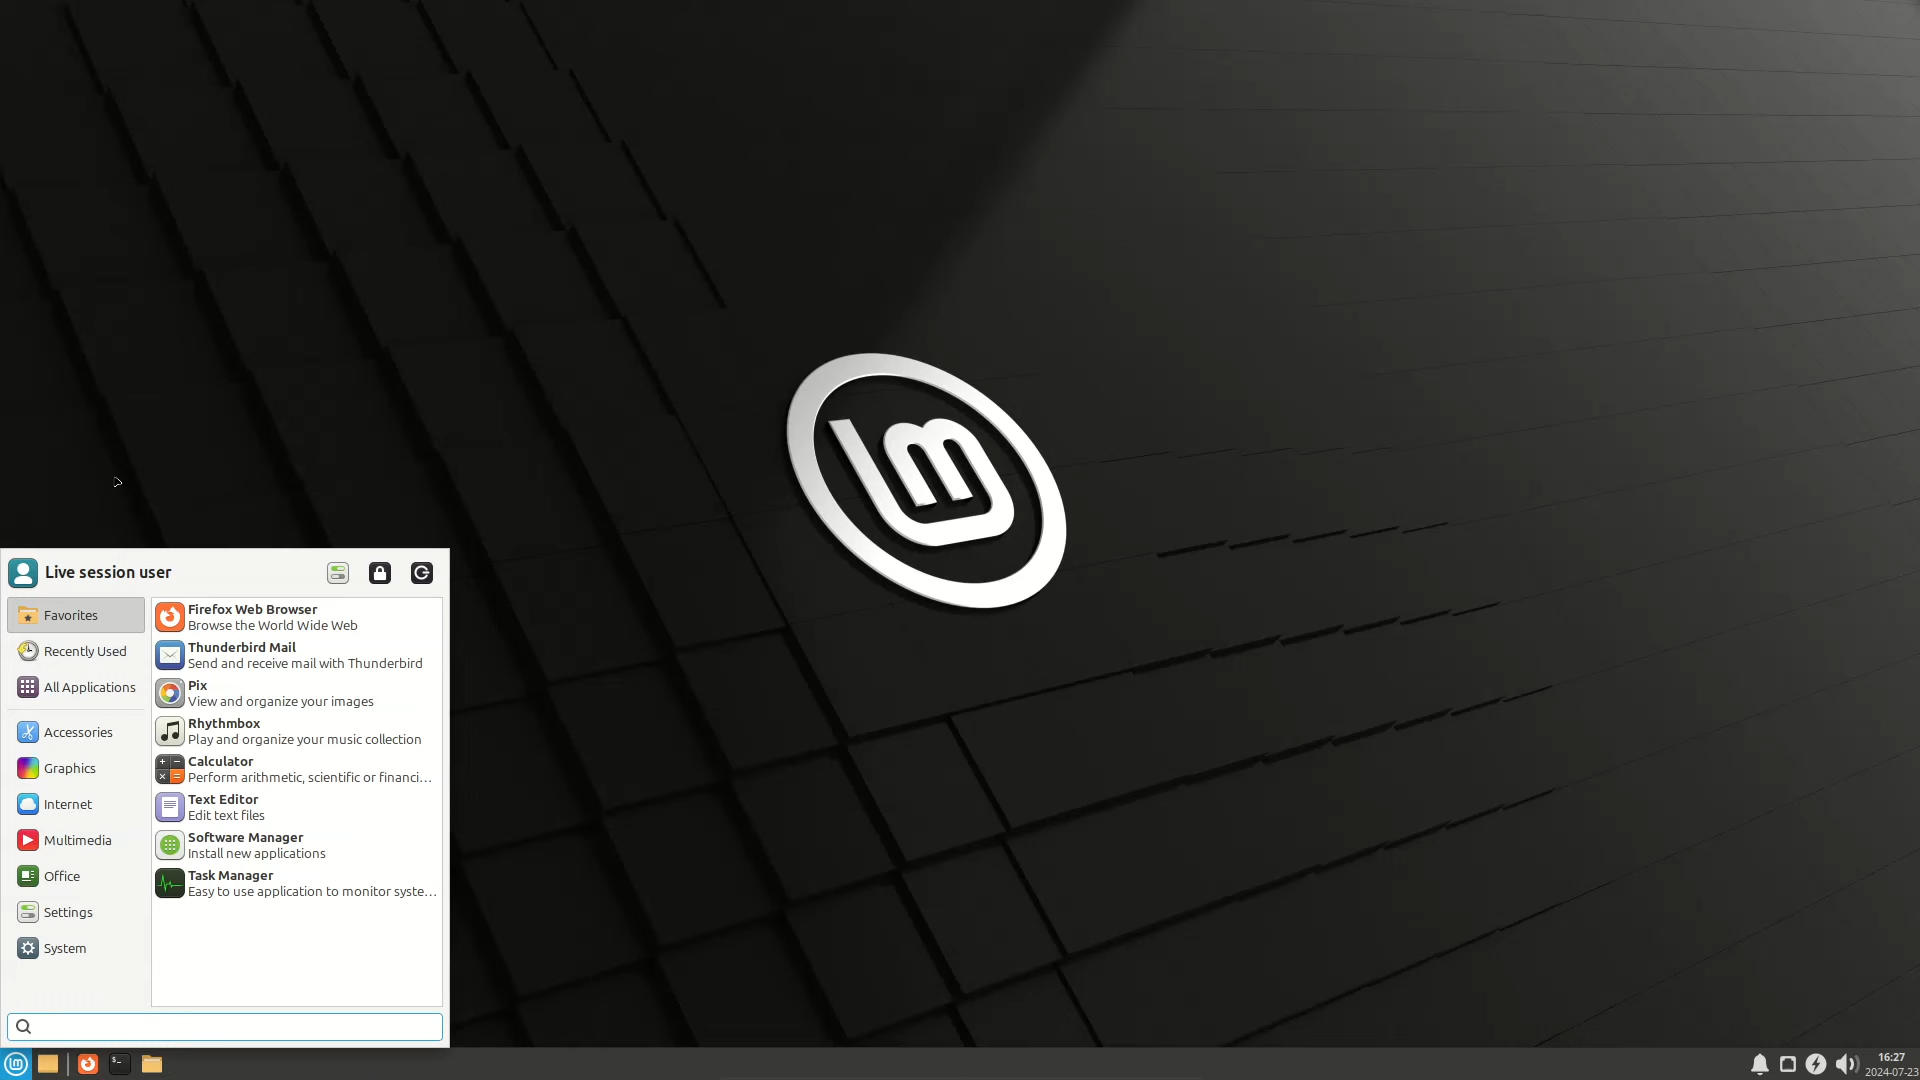 Live session user
Favorites
Recently Used
All Applications
Accessories
Graphics
Internet
Multimedia
Office
Settings
System
Firefox Web Browser
Browse the World Wide Web
Thunderbird Mail
Send and receive mail with Thunderbird
Pix
View and organize your images
Rhythmbox
Play and organize your music collection
Calculator
Perform arithmetic, scientific or financi...
Text Editor
Edit text files
Software Manager
Install new applications
Task Manager
Easy to use application to monitor syste...
16:27
2024-07-23